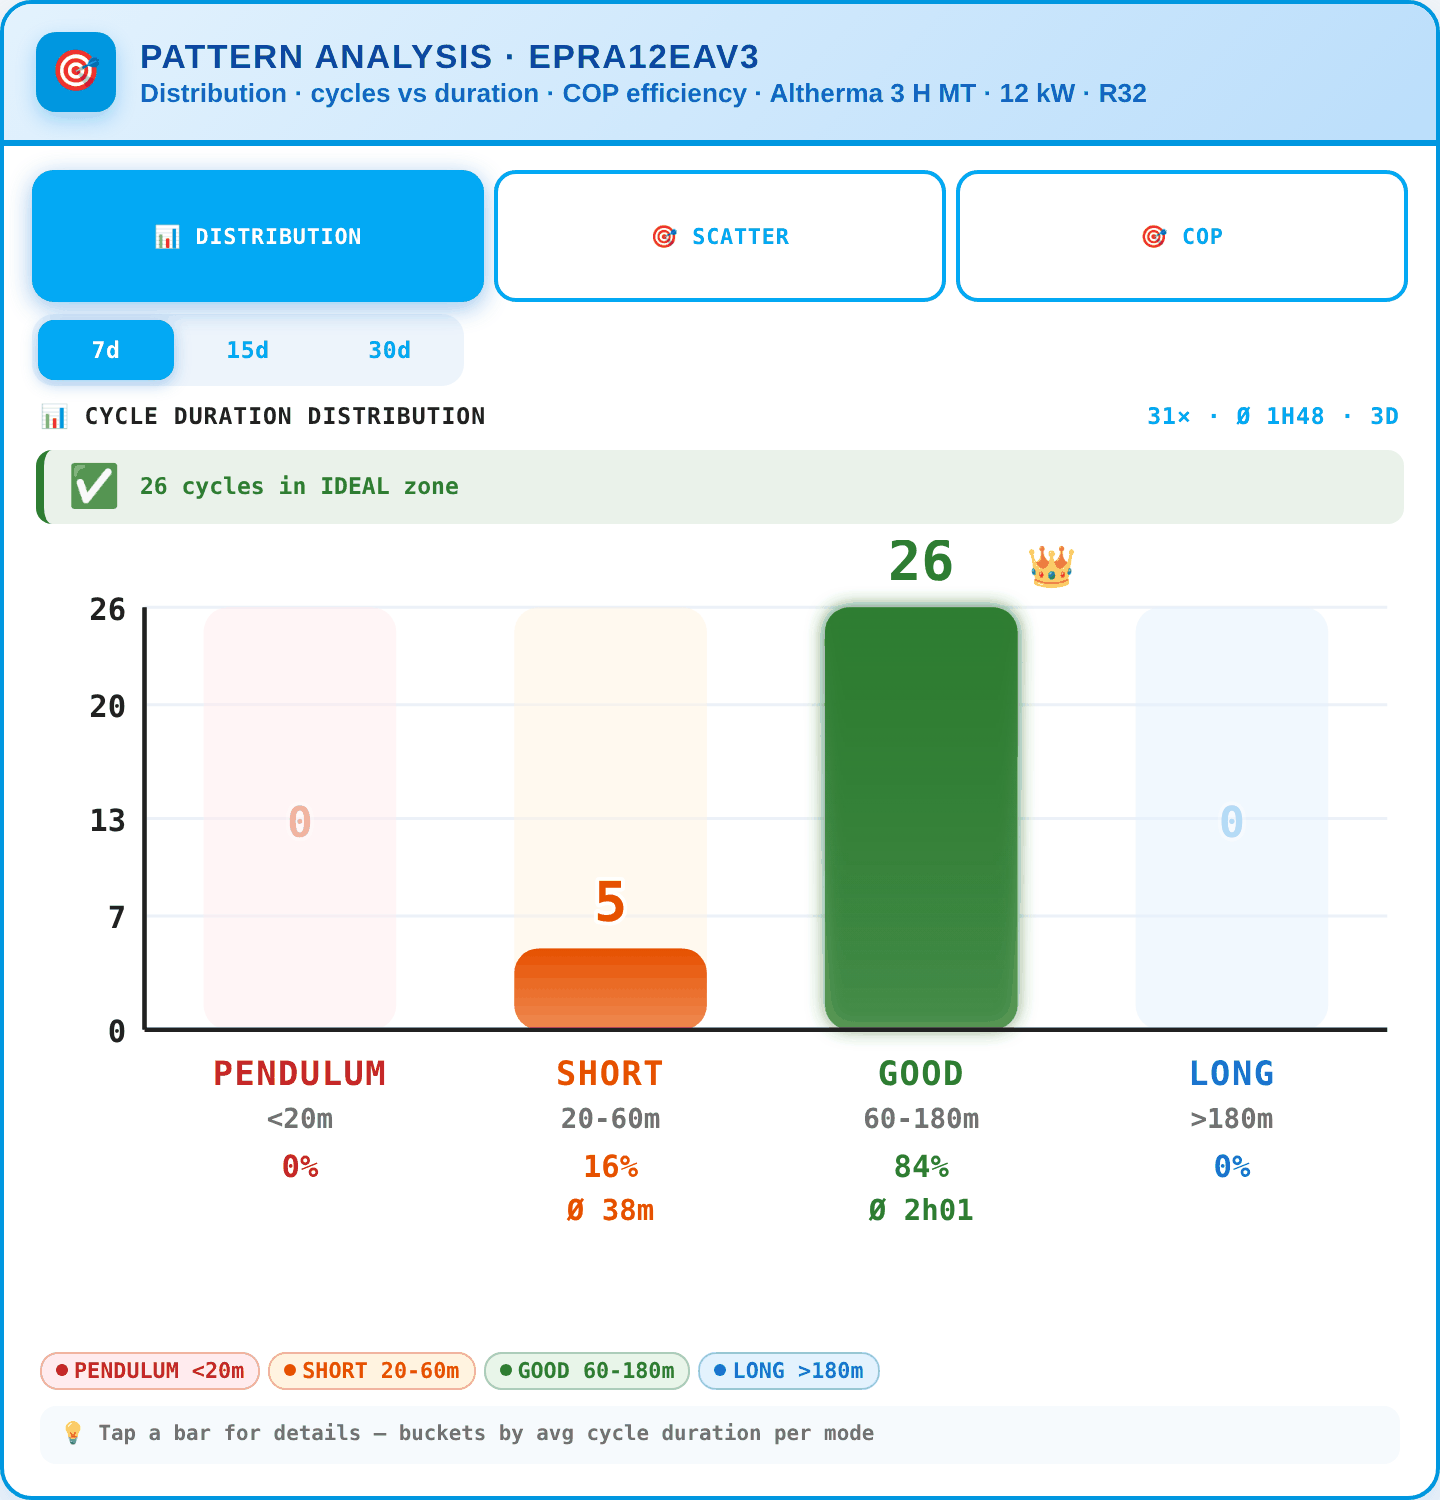 PATTERN ANALYSIS · EPRA12EAV3
Distribution · cycles vs duration · COP efficiency · Altherma 3 H MT · 12 kW · R32
DISTRIBUTION
SCATTER
COP
7d
15d
30d
CYCLE DURATION DISTRIBUTION
31× · Ø 1H48 · 3D
26 cycles in IDEAL zone
26
26
20
13
7
0
0
5
0
PENDULUM
SHORT
GOOD
LONG
<20m
20-60m
60-180m
>180m
0%
16%
84%
0%
Ø 38m
Ø 2h01
PENDULUM <20m
SHORT 20-60m
GOOD 60-180m
LONG >180m
Tap a bar for details — buckets by avg cycle duration per mode